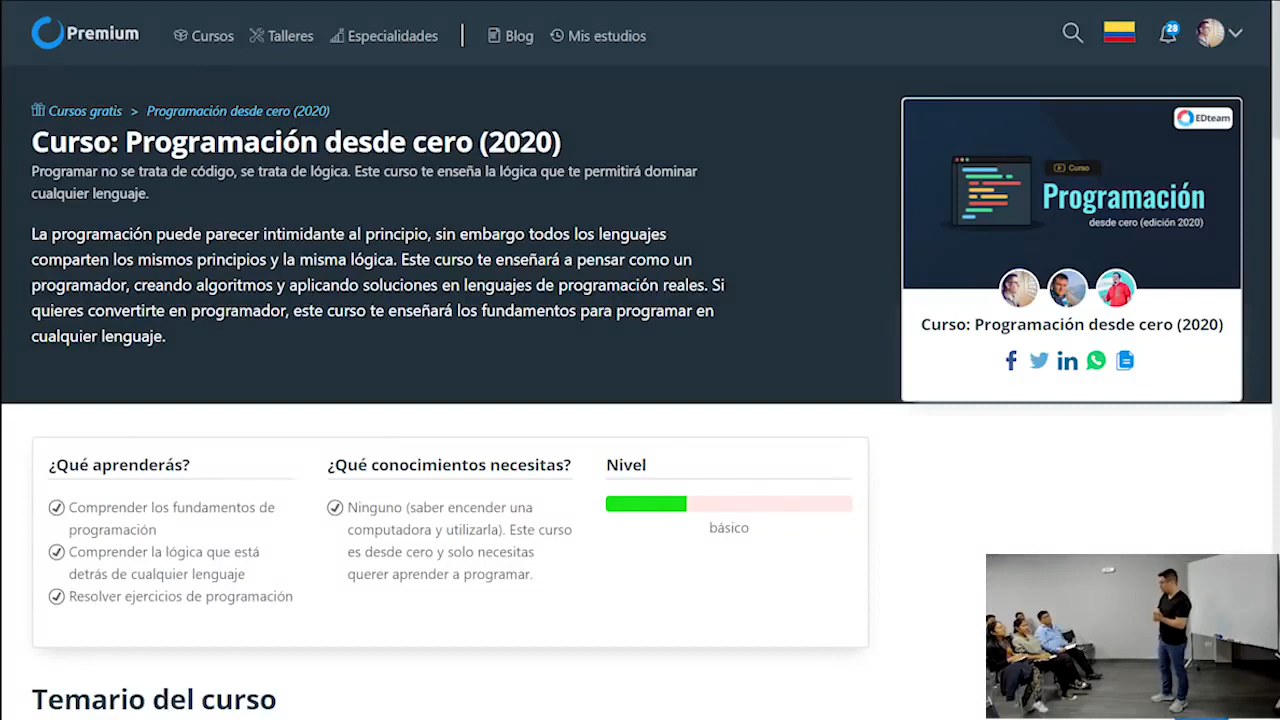 Premium
Cursos
Talleres
Especialidades
Blog
Mis estudios
28
Cursos gratis > Programación desde cero (2020)
Curso: Programación desde cero (2020)
Programar no se trata de código, se trata de lógica. Este curso te enseña la lógica que te permitirá dominar
cualquier lenguaje.
La programación puede parecer intimidante al principio, sin embargo todos los lenguajes
comparten los mismos principios y la misma lógica. Este curso te enseñará a pensar como un
programador, creando algoritmos y aplicando soluciones en lenguajes de programación reales. Si
quieres convertirte en programador, este curso te enseñará los fundamentos para programar en
cualquier lenguaje.
EDteam
Curso
Programación
desde cero (edición 2020)
Curso: Programación desde cero (2020)
¿Qué aprenderás?
Comprender los fundamentos de
programación
Comprender la lógica que está
detrás de cualquier lenguaje
Resolver ejercicios de programación
¿Qué conocimientos necesitas?
Ninguno (saber encender una
computadora y utilizarla). Este curso
es desde cero y solo necesitas
querer aprender a programar.
Nivel
básico
Temario del curso